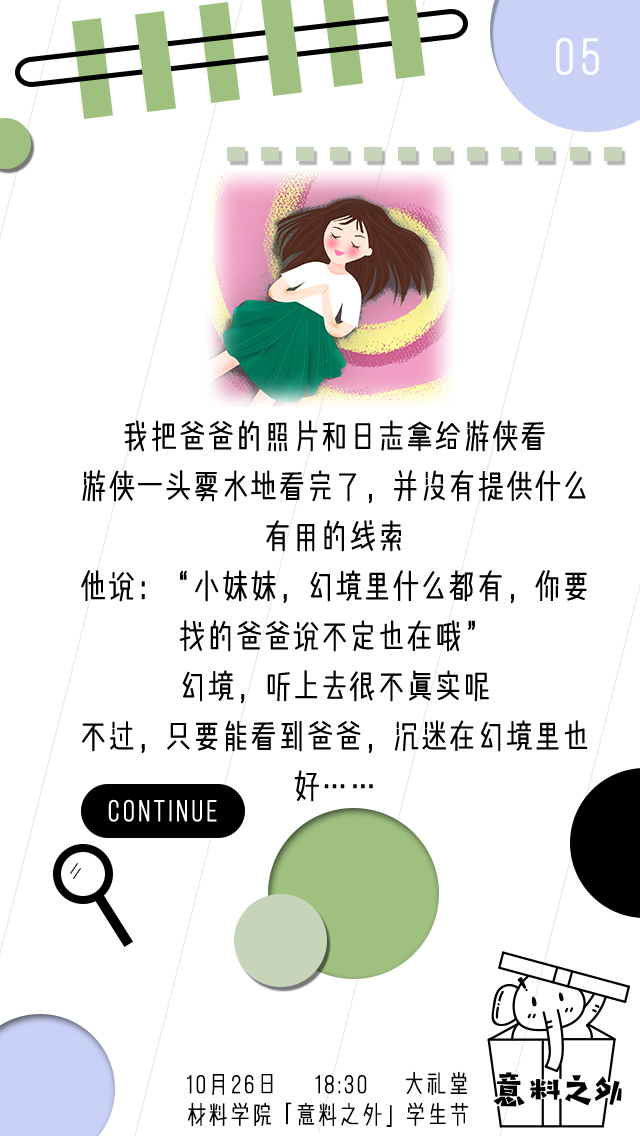 05
我把爸爸的照片和日志拿给游侠看
游侠一头雾水地看完了，并没有提供什么
有用的线索
他说：“小妹妹，幻境里什么都有，你要
找的爸爸说不定也在哦”
幻境，听上去很不真实呢
不过，只要能看到爸爸，沉迷在幻境里也
好……
CONTINUE
10月26日 18:30 大礼堂
材料学院「意料之外」学生节
意料之外